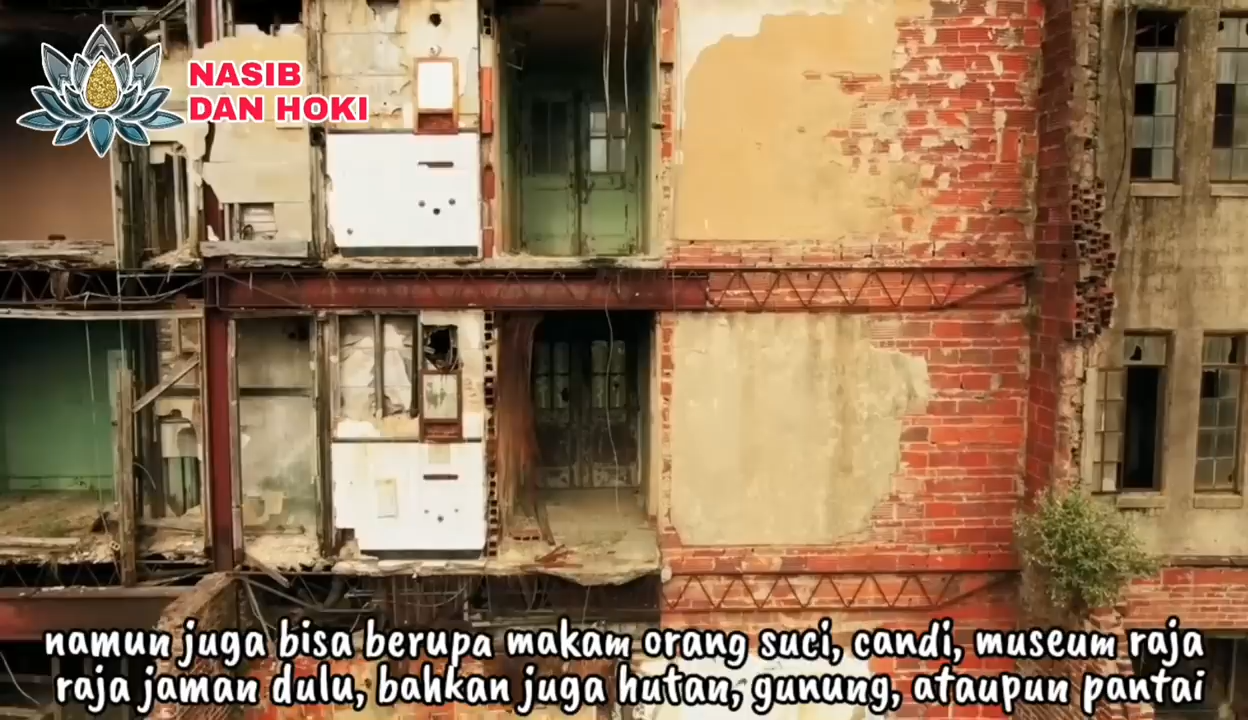 NASIB
DAN HOKI
namun juga bisa berupa makam orang suci, candi, museum raja
raja jaman dulu, bahkan juga hutan, gunung, ataupun pantai